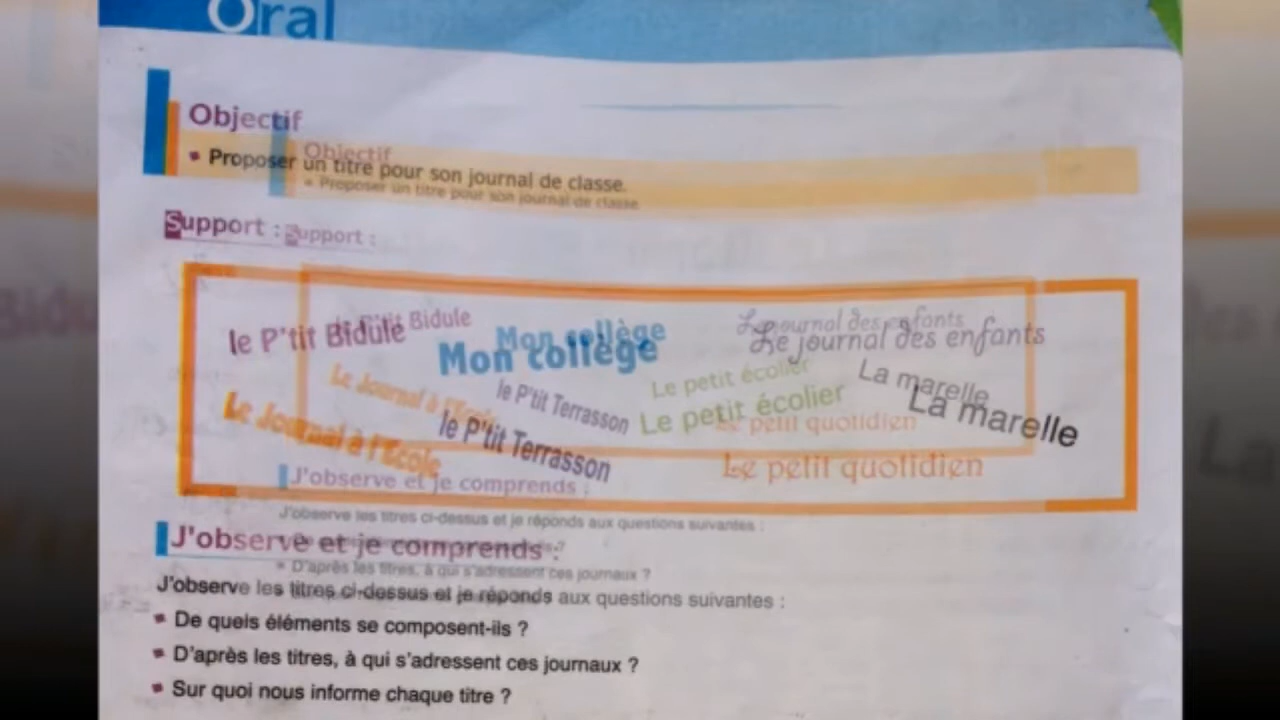 Oral
Objectif
Proposer un titre pour son journal de classe.
Support :
le P'tit Bidule
Mon collège
Le journal des enfants
Le petit écolier
La marelle
Le Journal à l'Ecole
le P'tit Terrasson
Le petit quotidien
J'observe et je comprends :
J'observe les titres ci-dessus et je réponds aux questions suivantes :
De quels éléments se composent-ils ?
D'après les titres, à qui s'adressent ces journaux ?
Sur quoi nous informe chaque titre ?